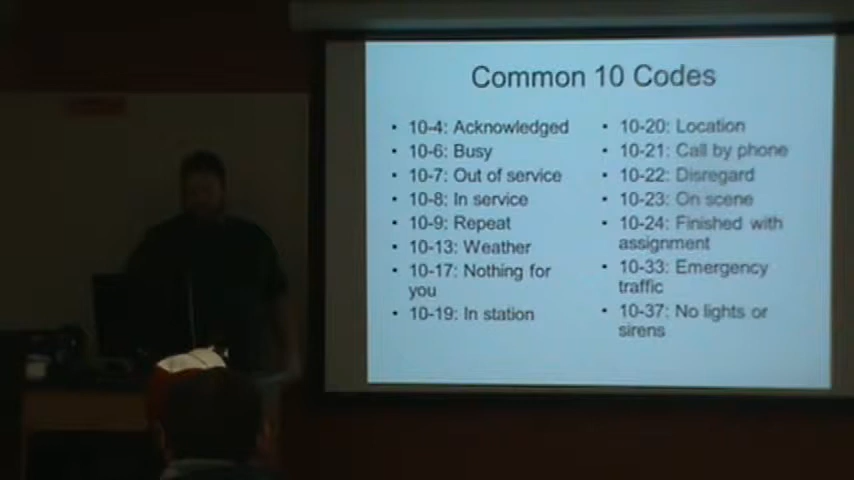 Common 10 Codes
• 10-4: Acknowledged
• 10-6: Busy
• 10-7: Out of service
• 10-8: In service
• 10-9: Repeat
• 10-13: Weather
• 10-17: Nothing for
you
• 10-19: In station
• 10-20: Location
• 10-21: Call by phone
• 10-22: Disregard
• 10-23: On scene
• 10-24: Finished with
assignment
• 10-33: Emergency
traffic
• 10-37: No lights or
sirens